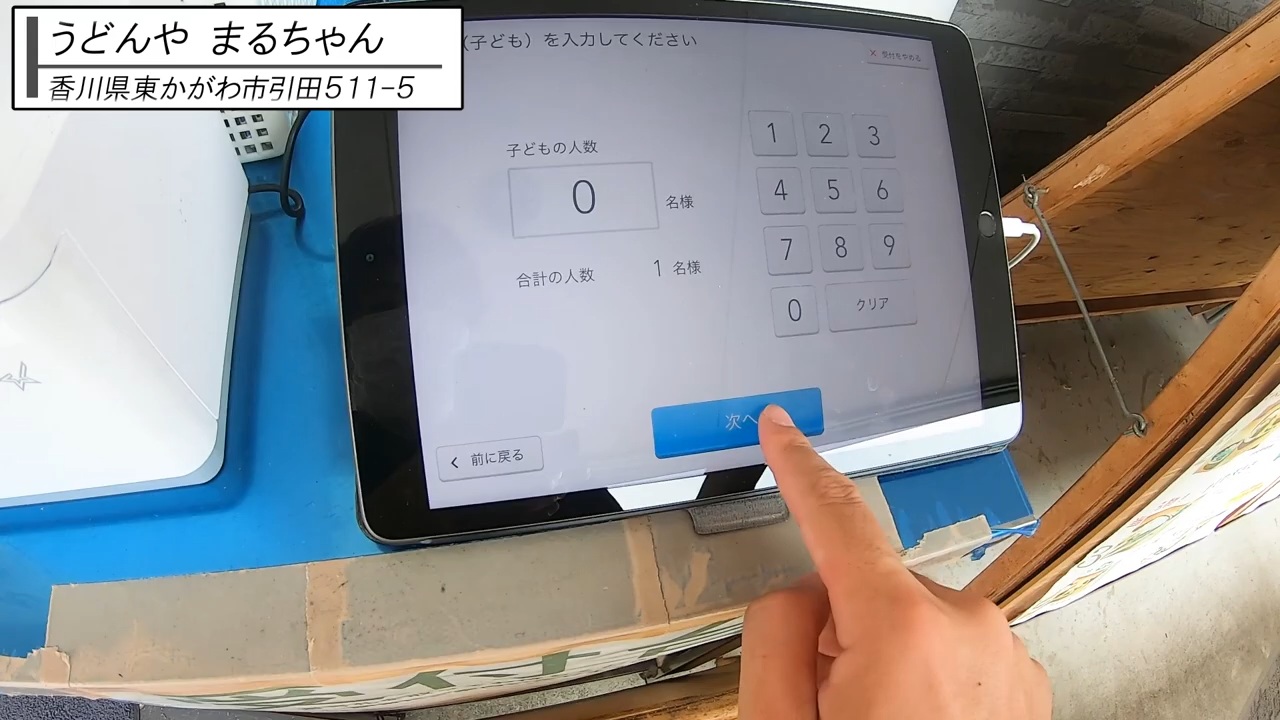 うどんや まるちゃん
香川県東かがわ市引田511-5
(子ども)を入力してください
× 受付をやめる
子どもの人数
0 名様
合計の人数 1 名様
1 2 3
4 5 6
7 8 9
0 クリア
次へ
前に戻る